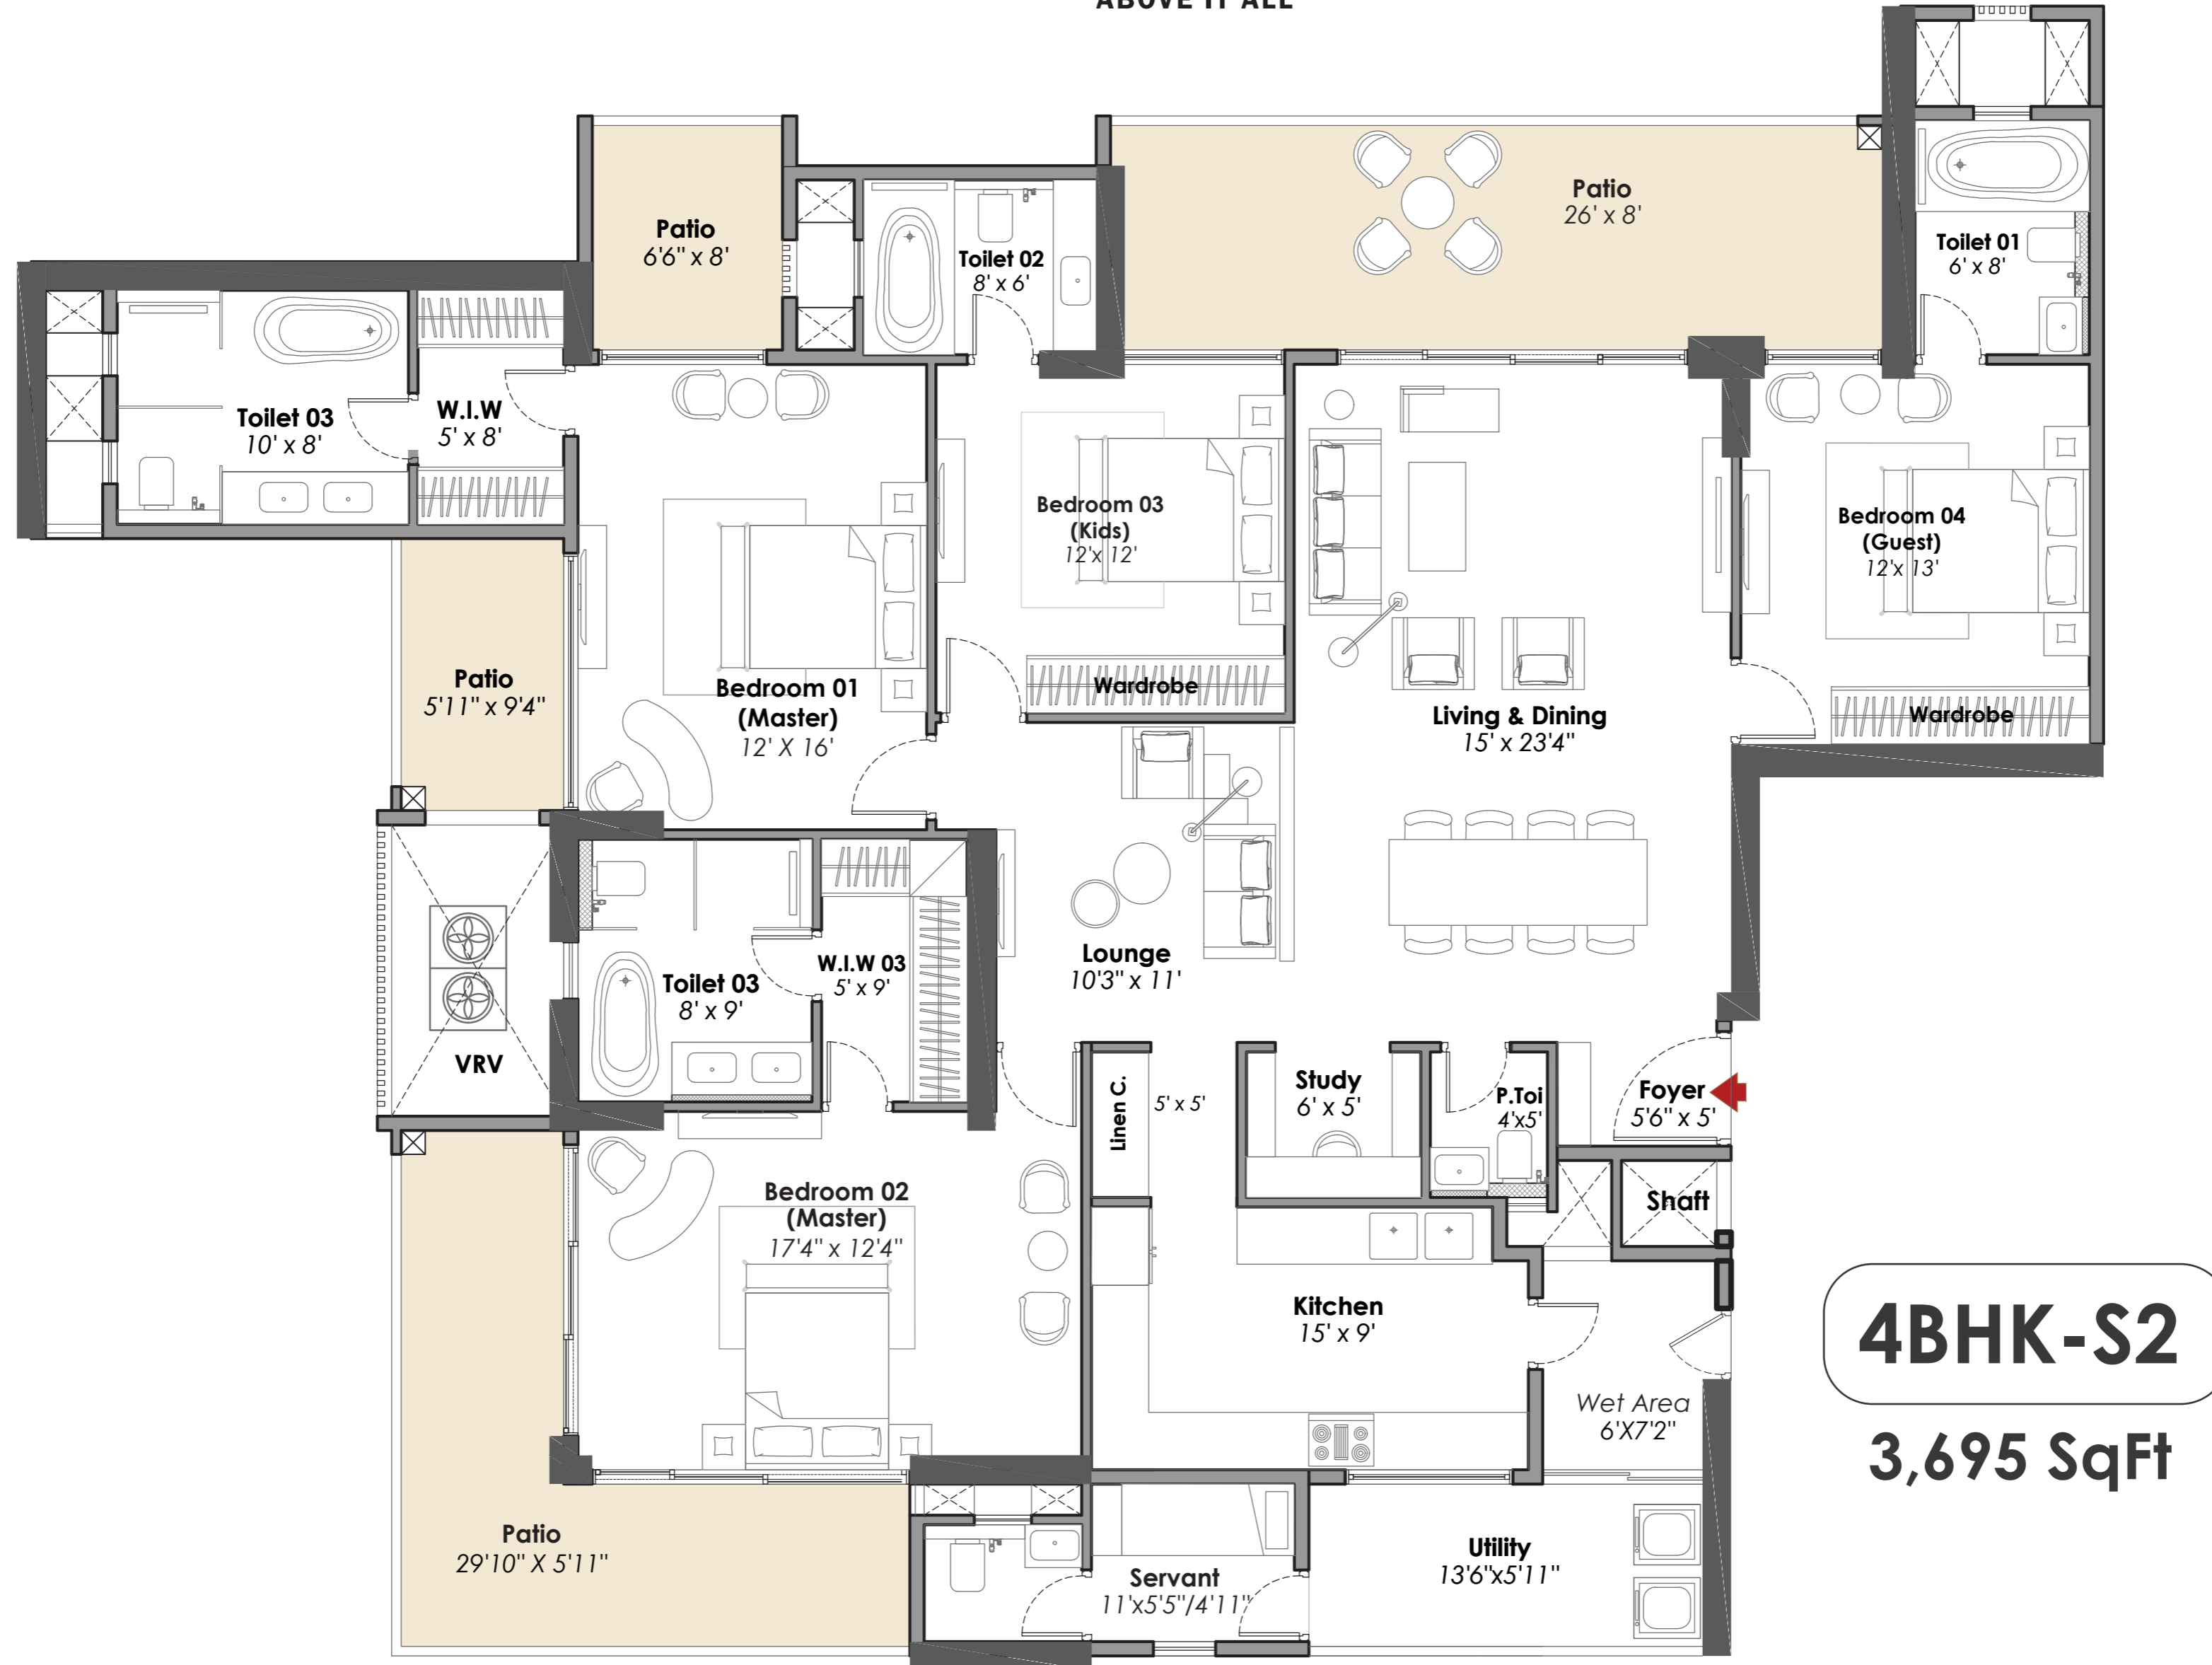 ABOVE IT ALL
Patio
26' x 8'
Patio
6'6" x 8'
Toilet 01
6' x 8'
Toilet 02
8' x 6'
Toilet 03
10' x 8'
W.I.W
5' x 8'
Bedroom 03
(Kids)
12'x 12'
Bedroom 04
(Guest)
12'x 13'
Patio
5'11" x 9'4"
Bedroom 01
(Master)
12' X 16'
Wardrobe
Living & Dining
15' x 23'4"
Wardrobe
Toilet 03
8' x 9'
W.I.W 03
5' x 9'
Lounge
10'3" x 11'
VRV
Linen C.
5' x 5'
Study
6' x 5'
P.Toi
4'x5'
Foyer
5'6" x 5'
Shaft
Bedroom 02
(Master)
17'4" x 12'4"
Kitchen
15' x 9'
Wet Area
6'X7'2"
4BHK-S2
3,695 SqFt
Patio
29'10" X 5'11"
Servant
11'x5'5"/4'11"
Utility
13'6"x5'11"